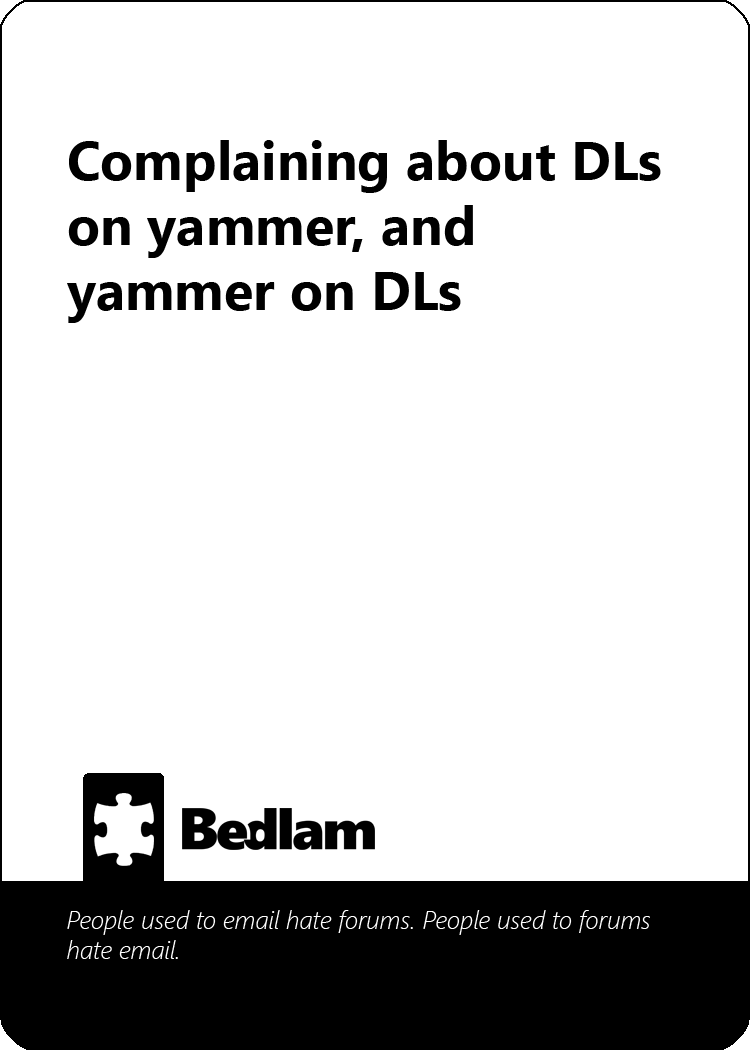 Complaining about DLs
on yammer, and
yammer on DLs
Bedlam
People used to email hate forums. People used to forums
hate email.